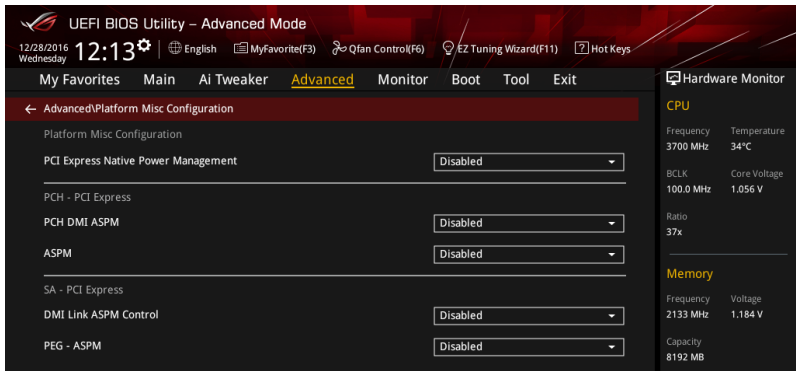 UEFI BIOS Utility – Advanced Mode
12/28/2016 Wednesday 12:13 English MyFavorite(F3) Qfan Control(F6) EZ Tuning Wizard(F11) ? Hot Keys
My Favorites Main Ai Tweaker Advanced Monitor Boot Tool Exit
← Advanced\Platform Misc Configuration
Platform Misc Configuration
PCI Express Native Power Management Disabled
PCH - PCI Express
PCH DMI ASPM Disabled
ASPM Disabled
SA - PCI Express
DMI Link ASPM Control Disabled
PEG - ASPM Disabled
Hardware Monitor
CPU
Frequency Temperature
3700 MHz 34°C
BCLK Core Voltage
100.0 MHz 1.056 V
Ratio
37x
Memory
Frequency Voltage
2133 MHz 1.184 V
Capacity
8192 MB